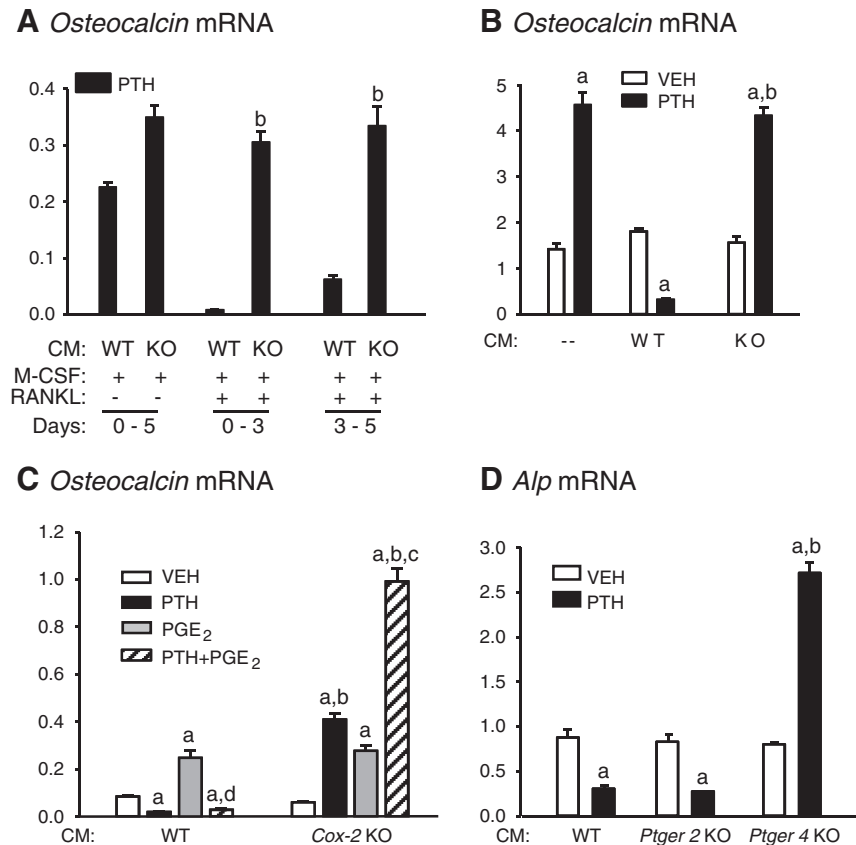 A Osteocalcin mRNA
PTH
0.4
0.3
0.2
0.1
0.0
b
b
CM: WT KO WT KO WT KO
M-CSF: + + + + + +
RANKL: - - + + + +
Days: 0 - 5 0 - 3 3 - 5
B Osteocalcin mRNA
VEH
PTH
5
4
3
2
1
0
a
a
a,b
CM: -- WT KO
C Osteocalcin mRNA
VEH
PTH
PGE2
PTH+PGE2
1.2
1.0
0.8
0.6
0.4
0.2
0.0
a
a
a,d
a,b
a
a,b,c
CM: WT Cox-2 KO
D Alp mRNA
VEH
PTH
3.0
2.5
2.0
1.5
1.0
0.5
0.0
a
a
a,b
CM: WT Ptger 2 KO Ptger 4 KO